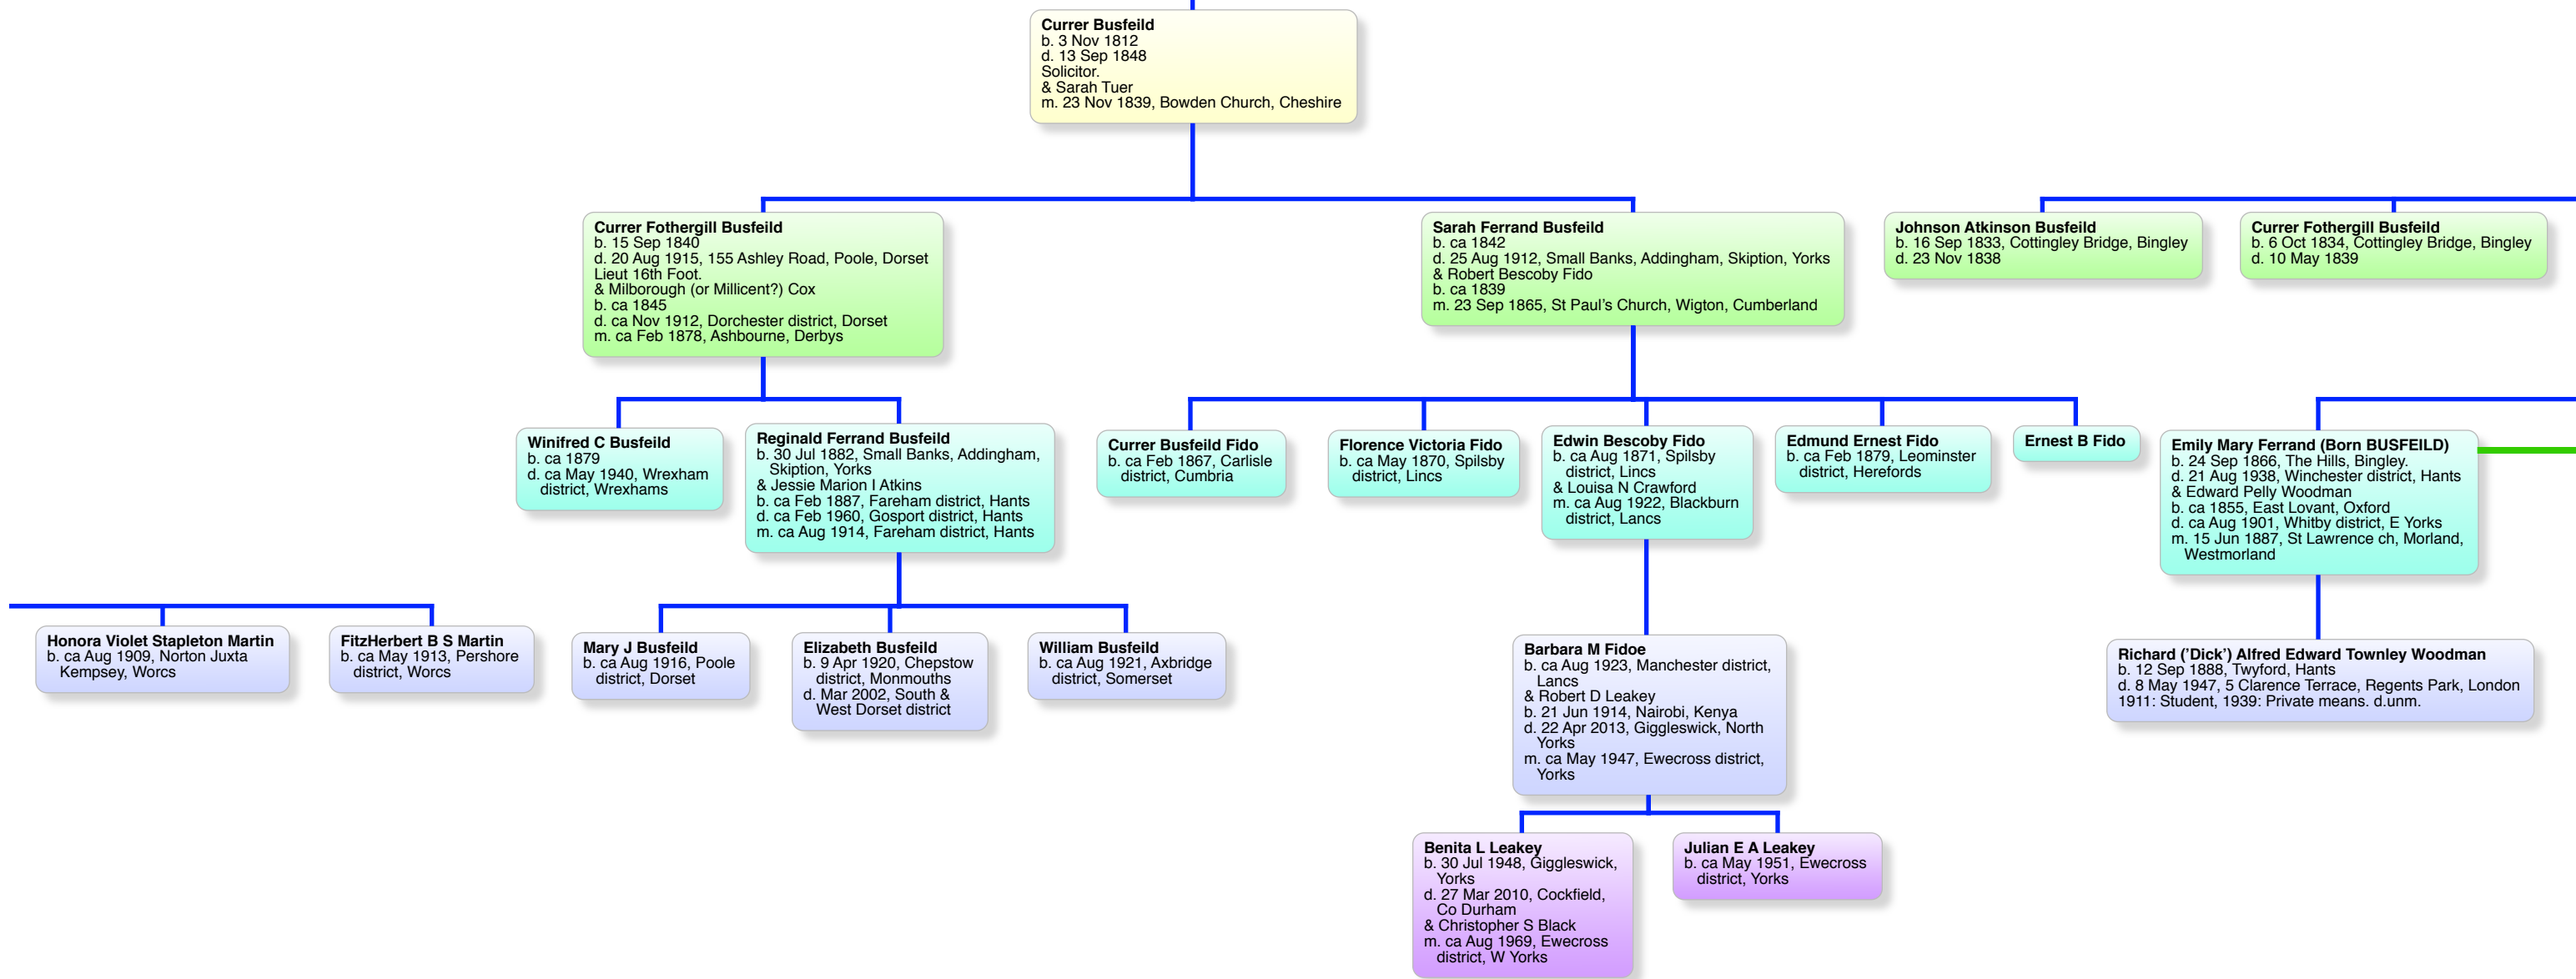 Currer Busfeild
b. 3 Nov 1812
d. 13 Sep 1848
Solicitor.
& Sarah Tuer
m. 23 Nov 1839, Bowden Church, Cheshire
Currer Fothergill Busfeild
b. 15 Sep 1840
d. 20 Aug 1915, 155 Ashley Road, Poole, Dorset
Lieut 16th Foot.
& Milborough (or Millicent?) Cox
b. ca 1845
d. ca Nov 1912, Dorchester district, Dorset
m. ca Feb 1878, Ashbourne, Derbys
Sarah Ferrand Busfeild
b. ca 1842
d. 25 Aug 1912, Small Banks, Addingham, Skiption, Yorks
& Robert Bescoby Fido
b. ca 1839
m. 23 Sep 1865, St Paul's Church, Wigton, Cumberland
Johnson Atkinson Busfeild
b. 16 Sep 1833, Cottingley Bridge, Bingley
d. 23 Nov 1838
Currer Fothergill Busfeild
b. 6 Oct 1834, Cottingley Bridge, Bingley
d. 10 May 1839
Winifred C Busfeild
b. ca 1879
d. ca May 1940, Wrexham
district, Wrexhams
Reginald Ferrand Busfeild
b. 30 Jul 1882, Small Banks, Addingham,
Skiption, Yorks
& Jessie Marion I Atkins
b. ca Feb 1887, Fareham district, Hants
d. ca Feb 1960, Gosport district, Hants
m. ca Aug 1914, Fareham district, Hants
Currer Busfeild Fido
b. ca Feb 1867, Carlisle
district, Cumbria
Florence Victoria Fido
b. ca May 1870, Spilsby
district, Lincs
Edwin Bescoby Fido
b. ca Aug 1871, Spilsby
district, Lincs
& Louisa N Crawford
m. ca Aug 1922, Blackburn
district, Lancs
Edmund Ernest Fido
b. ca Feb 1879, Leominster
district, Herefords
Ernest B Fido
Emily Mary Ferrand (Born BUSFEILD)
b. 24 Sep 1866, The Hills, Bingley.
d. 21 Aug 1938, Winchester district, Hants
& Edward Pelly Woodman
b. ca 1855, East Lovant, Oxford
d. ca Aug 1901, Whitby district, E Yorks
m. 15 Jun 1887, St Lawrence ch, Morland,
Westmorland
Honora Violet Stapleton Martin
b. ca Aug 1909, Norton Juxta
Kempsey, Worcs
FitzHerbert B S Martin
b. ca May 1913, Pershore
district, Worcs
Mary J Busfeild
b. ca Aug 1916, Poole
district, Dorset
Elizabeth Busfeild
b. 9 Apr 1920, Chepstow
district, Monmouths
d. Mar 2002, South &
West Dorset district
William Busfeild
b. ca Aug 1921, Axbridge
district, Somerset
Barbara M Fidoe
b. ca Aug 1923, Manchester district,
Lancs
& Robert D Leakey
b. 21 Jun 1914, Nairobi, Kenya
d. 22 Apr 2013, Giggleswick, North
Yorks
m. ca May 1947, Ewecross district,
Yorks
Richard ('Dick') Alfred Edward Townley Woodman
b. 12 Sep 1888, Twyford, Hants
d. 8 May 1947, 5 Clarence Terrace, Regents Park, London
1911: Student, 1939: Private means. d.unm.
Benita L Leakey
b. 30 Jul 1948, Giggleswick,
Yorks
d. 27 Mar 2010, Cockfield,
Co Durham
& Christopher S Black
m. ca Aug 1969, Ewecross
district, W Yorks
Julian E A Leakey
b. ca May 1951, Ewecross
district, Yorks